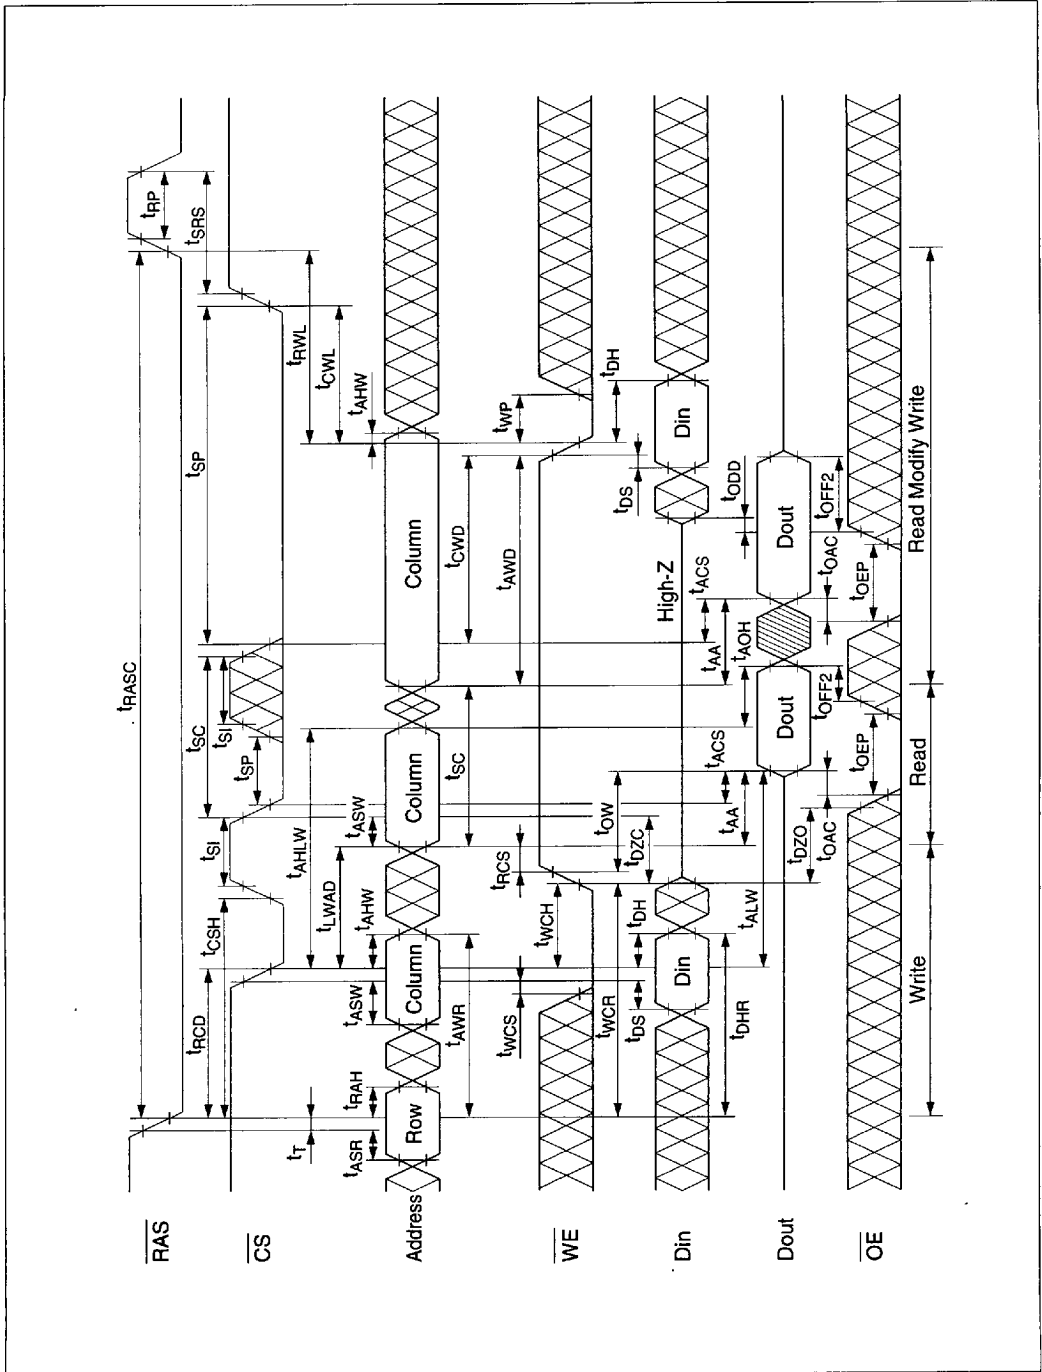 RAS
tRASC
tRP
tRCD
tSC
tSP
tSRS
CS
tCSH
tSI
tSP
tSI
tT
tAHLW
tRWL
tLWAD
tCWL
tASR
tRAH
tASW
tAHW
tASW
tAHW
Address
Row
Column
Column
Column
tAWR
tSC
tCWD
tRCS
tAWD
tWP
tWCS
tWCH
WE
tWCR
tOW
tDH
tDS
tDH
tDZC
tDS
Din
Din
High-Z
Din
tDHR
tALW
tAA
tACS
tAA
tACS
tODD
tAOH
Dout
Dout
Dout
tDZO
tOAC
tOFF2
tOAC
tOFF2
tOEP
tOEP
OE
Write
Read
Read Modify Write